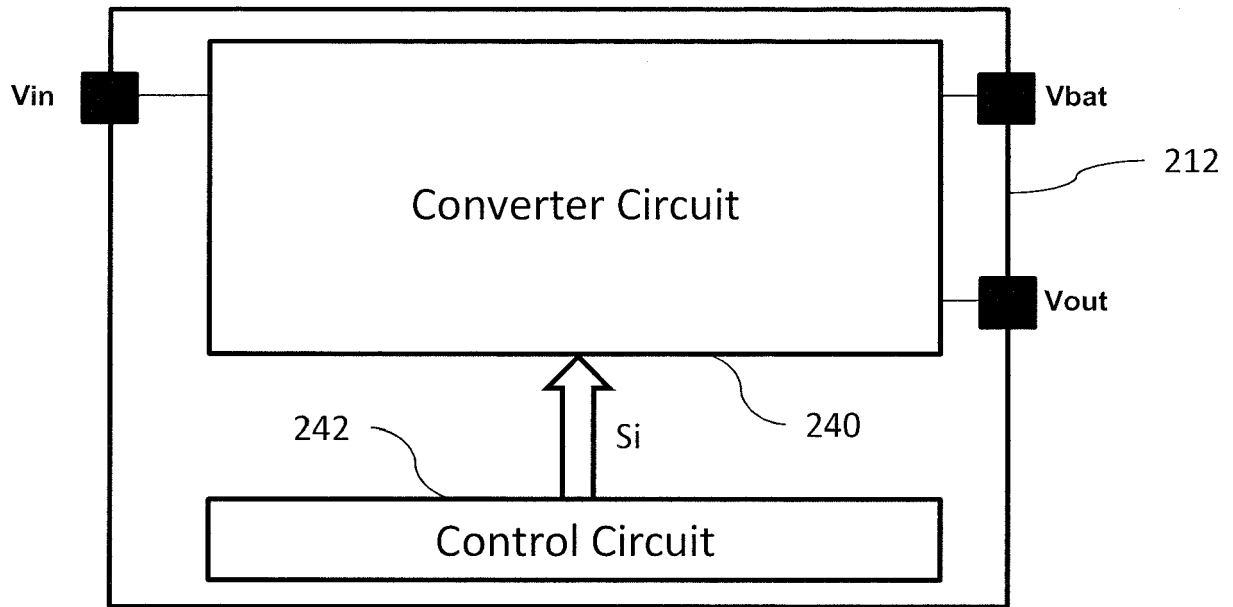 Vin
Vbat
212
Converter Circuit
Vout
242
Si
240
Control Circuit